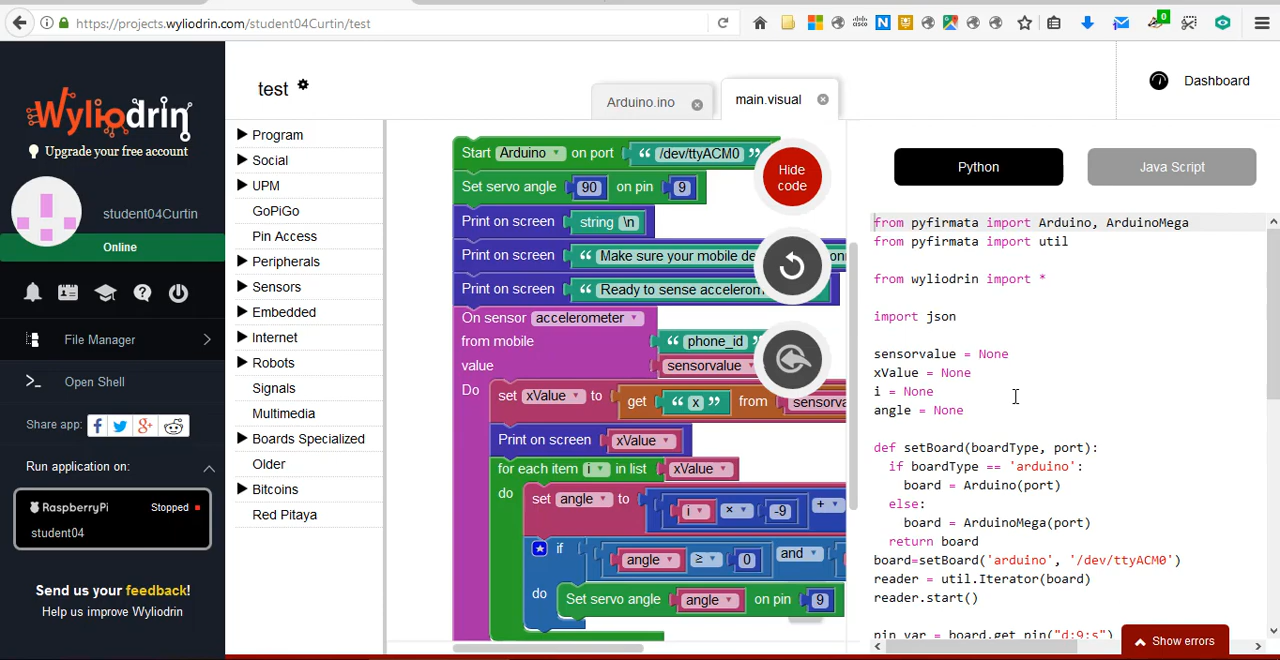 https://projects.wyliodrin.com/student04Curtin/test
0
Wyliodrin
Upgrade your free account
student04Curtin
Online
File Manager
Open Shell
Share app:
Run application on:
RaspberryPi Stopped
student04
Send us your feedback!
Help us improve Wyliodrin
test
Program
Social
UPM
GoPiGo
Pin Access
Peripherals
Sensors
Embedded
Internet
Robots
Signals
Multimedia
Boards Specialized
Older
Bitcoins
Red Pitaya
Arduino.ino
main.visual
Start Arduino on port “ /dev/ttyACM0 ”
Set servo angle 90 on pin 9
Print on screen string \n
Print on screen “ Make sure your mobile
Print on screen “ Ready to sense
On sensor accelerometer
from mobile “ phone_id ”
value sensorvalue
Do set xValue to get “ x ” from
Print on screen xValue
for each item i in list xValue
do set angle to i × -9 +
if angle ≥ 0 and
do Set servo angle angle on pin 9
Hide
code
Dashboard
Python
Java Script
from pyfirmata import Arduino, ArduinoMega
from pyfirmata import util
from wyliodrin import *
import json
sensorvalue = None
xValue = None
i = None
angle = None
def setBoard(boardType, port):
if boardType == 'arduino':
board = Arduino(port)
else:
board = ArduinoMega(port)
return board
board=setBoard('arduino', '/dev/ttyACM0')
reader = util.Iterator(board)
reader.start()
pin_var = board.get_pin("d:9:s")
Show errors